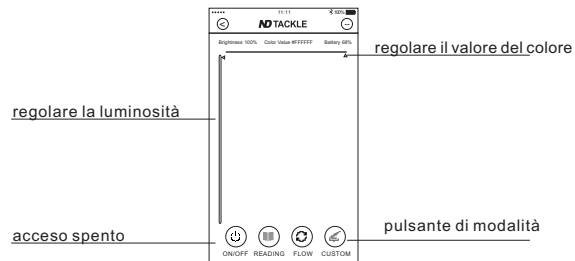 11:11
100%
ND TACKLE
Brightness 100% Color Value #FFFFFF Battery 68%
regolare il valore del colore
regolare la luminosità
acceso spento
pulsante di modalità
ON/OFF READING FLOW CUSTOM